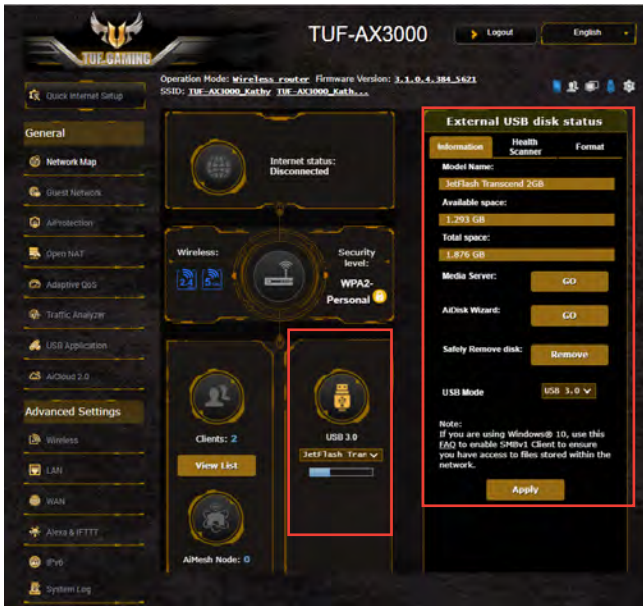 TUF GAMING
TUF-AX3000
Logout
English
Operation Mode: Wireless router Firmware Version: 3.1.0.4.384_5621
SSID: TUF-AX3000_Kathy TUF-AX3000_Kath...
Quick Internet Setup
General
Network Map
Guest Network
AiProtection
Open NAT
Adaptive QoS
Traffic Analyzer
USB Application
AiCloud 2.0
Advanced Settings
Wireless
LAN
WAN
Alexa & IFTTT
IPv6
System Log
Internet status:
Disconnected
Wireless:
2.4
5
Security
level:
WPA2-
Personal
Clients: 2
View List
AiMesh Node: 0
USB 3.0
JetFlash Tran
External USB disk status
Information
Health
Scanner
Format
Model Name:
JetFlash Transcend 2GB
Available space:
1.293 GB
Total space:
1.876 GB
Media Server:
GO
AiDisk Wizard:
GO
Safely Remove disk:
Remove
USB Mode
USB 3.0
Note:
If you are using Windows® 10, use this
FAQ to enable SMBv1 Client to ensure
you have access to files stored within the
network.
Apply